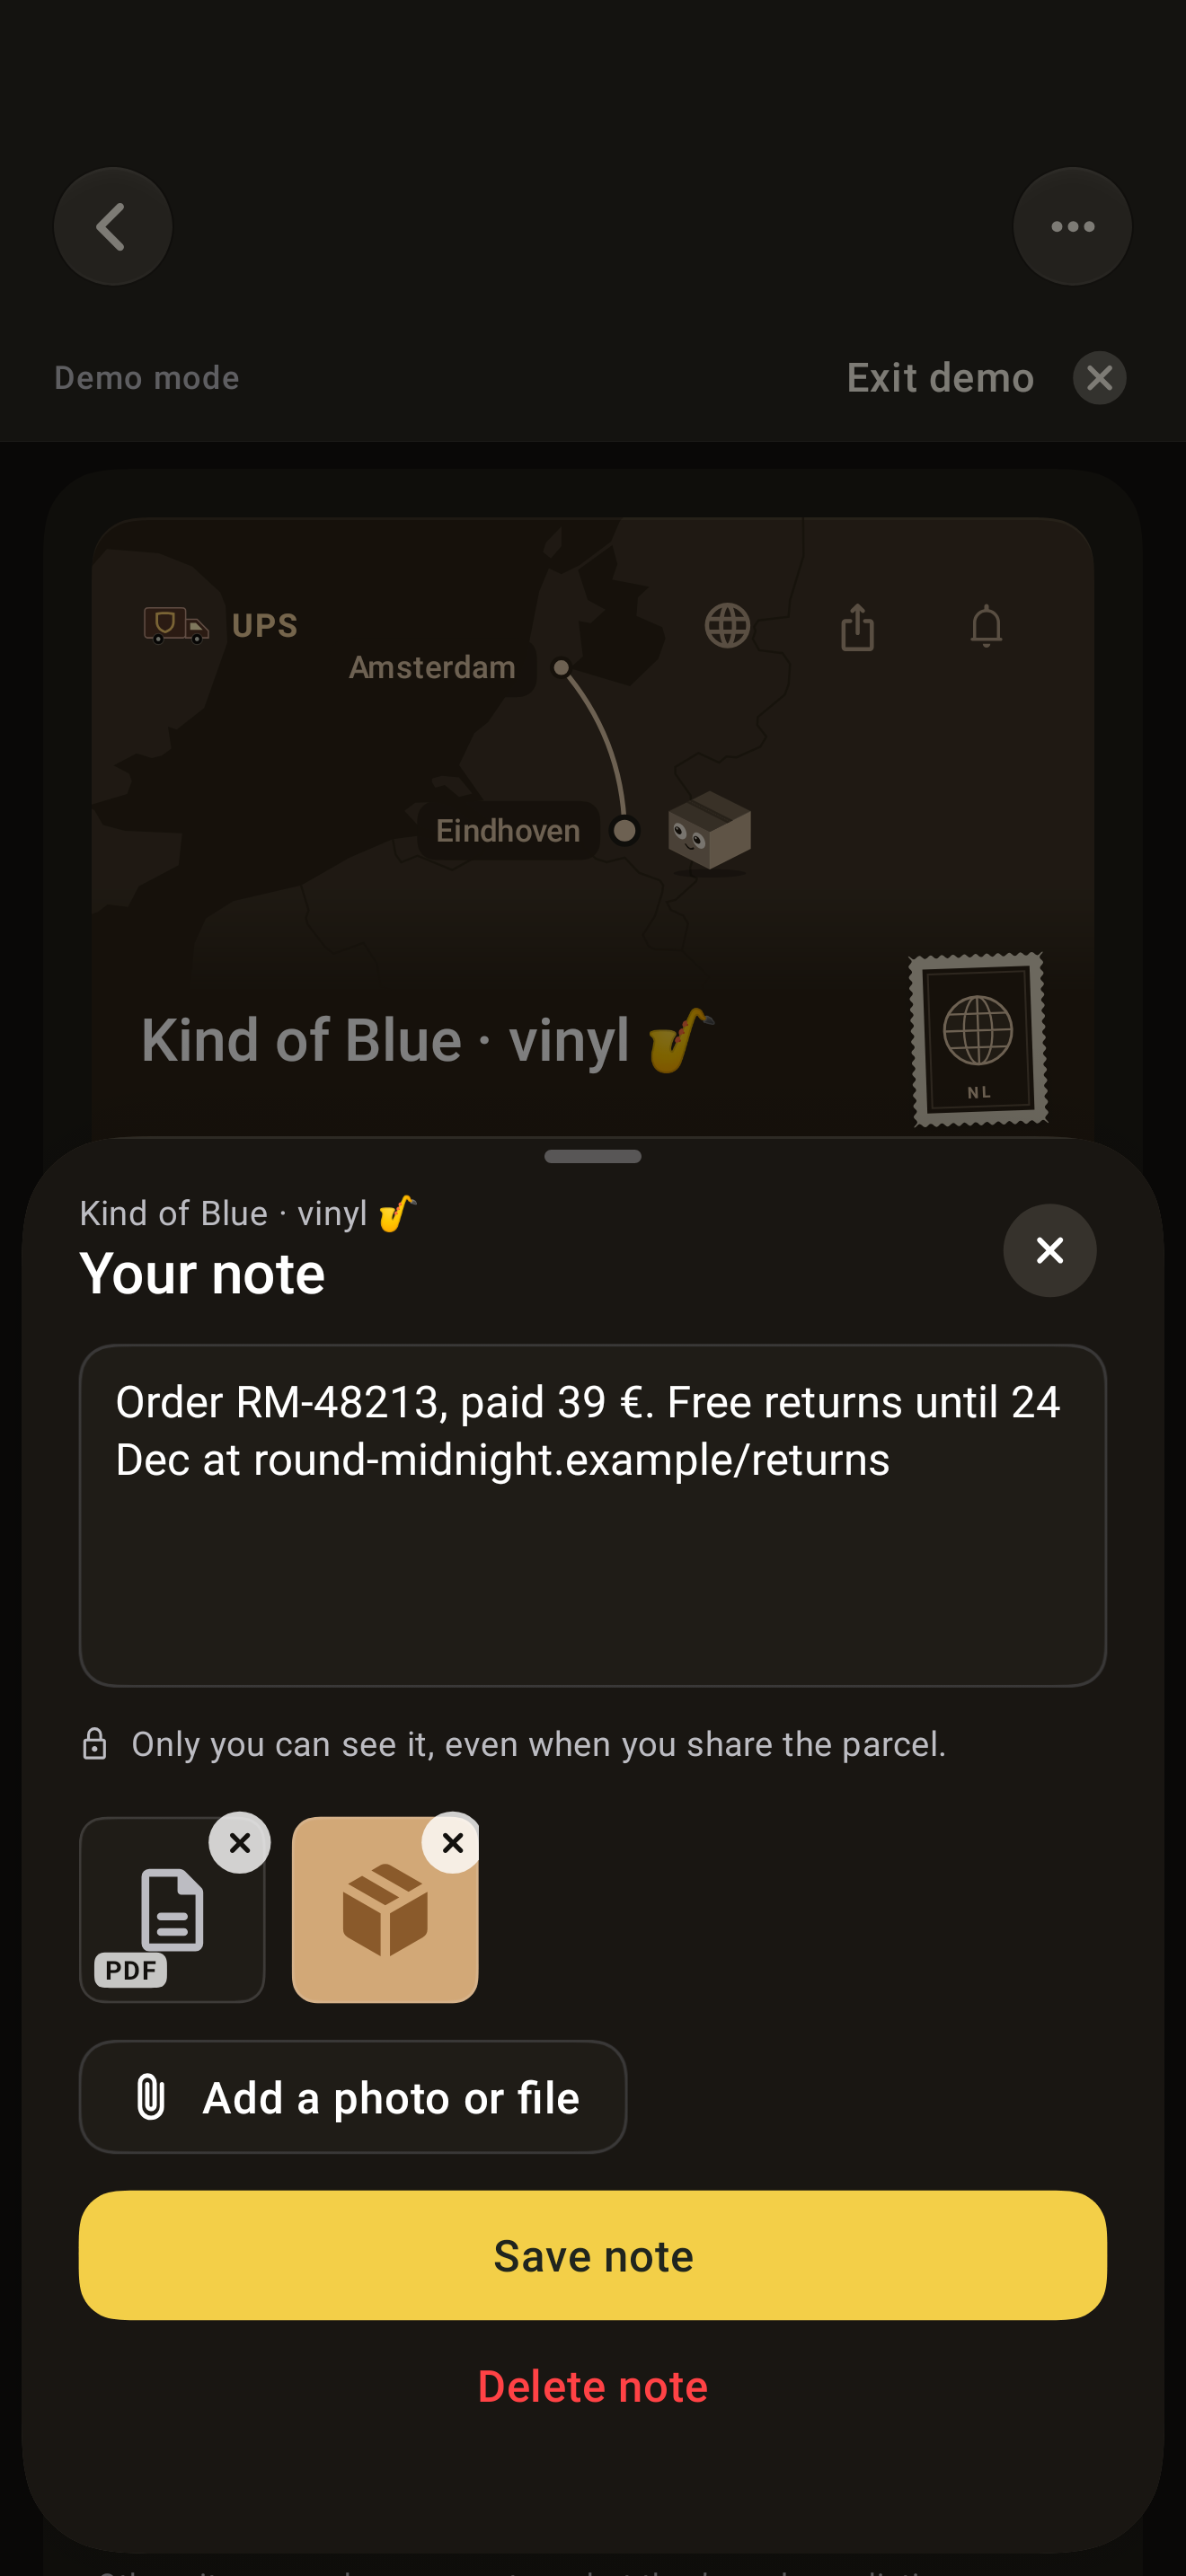 Demo mode
Exit demo
UPS
Amsterdam
Eindhoven
Kind of Blue · vinyl 🎷
NL
Kind of Blue · vinyl 🎷
Your note
Order RM-48213, paid 39 €. Free returns until 24
Dec at round-midnight.example/returns
Only you can see it, even when you share the parcel.
PDF
Add a photo or file
Save note
Delete note